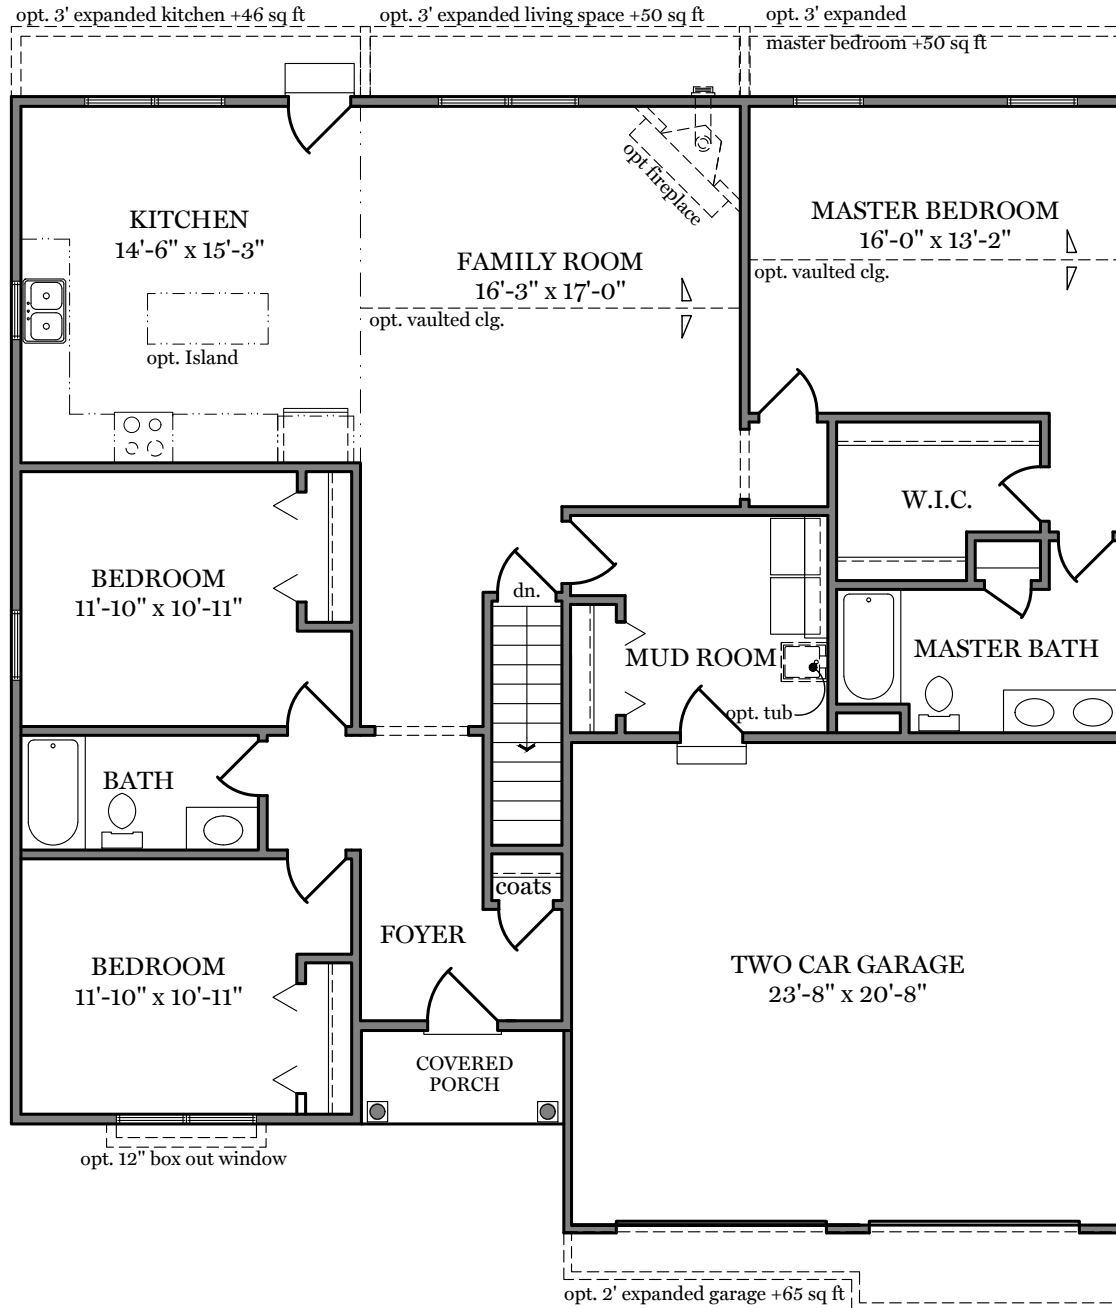 opt. 3' expanded kitchen +46 sq ft
opt. 3' expanded living space +50 sq ft
opt. 3' expanded
master bedroom +50 sq ft
KITCHEN
14'-6" x 15'-3"
opt. Island
FAMILY ROOM
16'-3" x 17'-0"
opt. vaulted clg.
opt fireplace
MASTER BEDROOM
16'-0" x 13'-2"
opt. vaulted clg.
W.I.C.
BEDROOM
11'-10" x 10'-11"
dn.
MUD ROOM
opt. tub
MASTER BATH
BATH
coats
FOYER
BEDROOM
11'-10" x 10'-11"
TWO CAR GARAGE
23'-8" x 20'-8"
COVERED
PORCH
opt. 12" box out window
opt. 2' expanded garage +65 sq ft